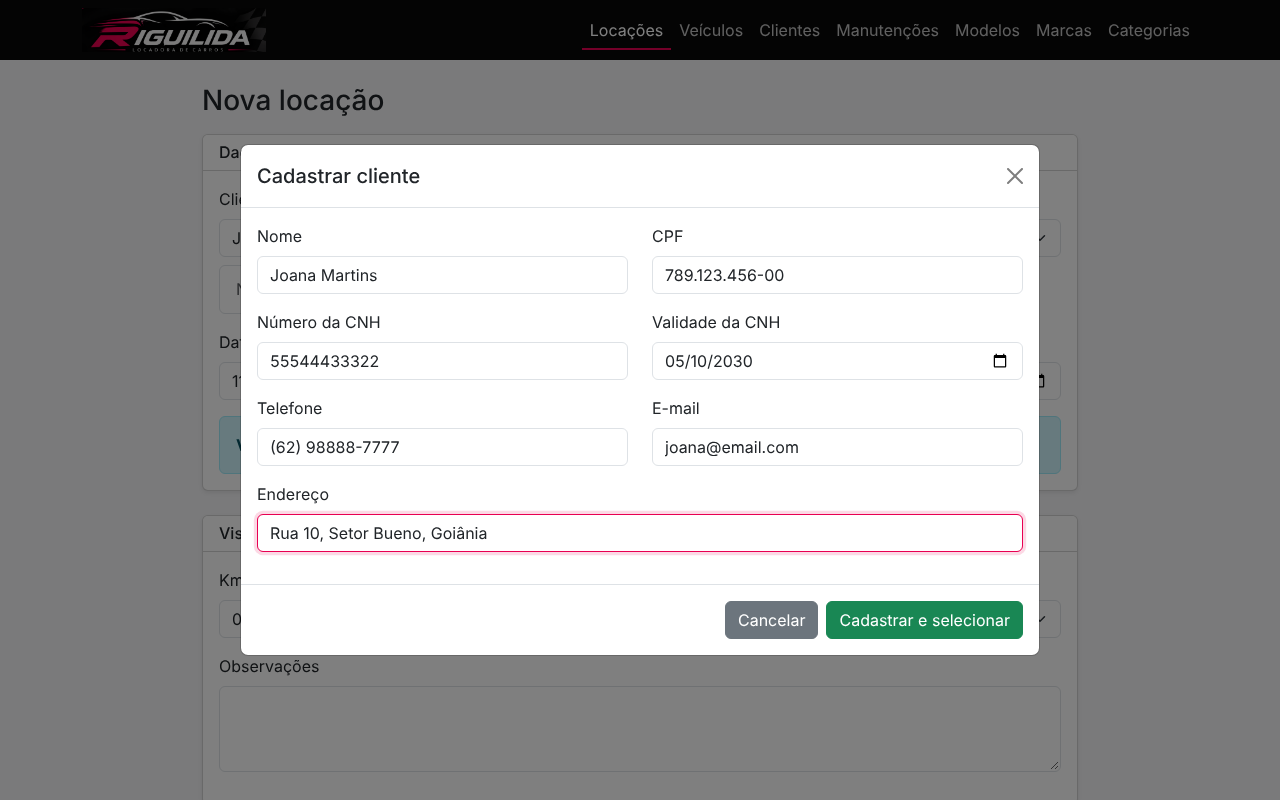 RIGUILIDA
LOCADORA DE CARROS
Locações Veículos Clientes Manutenções Modelos Marcas Categorias
Nova locação
Cadastrar cliente
Nome CPF
Joana Martins 789.123.456-00
Número da CNH Validade da CNH
55544433322 05/10/2030
Telefone E-mail
(62) 98888-7777 joana@email.com
Endereço
Rua 10, Setor Bueno, Goiânia
Cancelar Cadastrar e selecionar
Observações